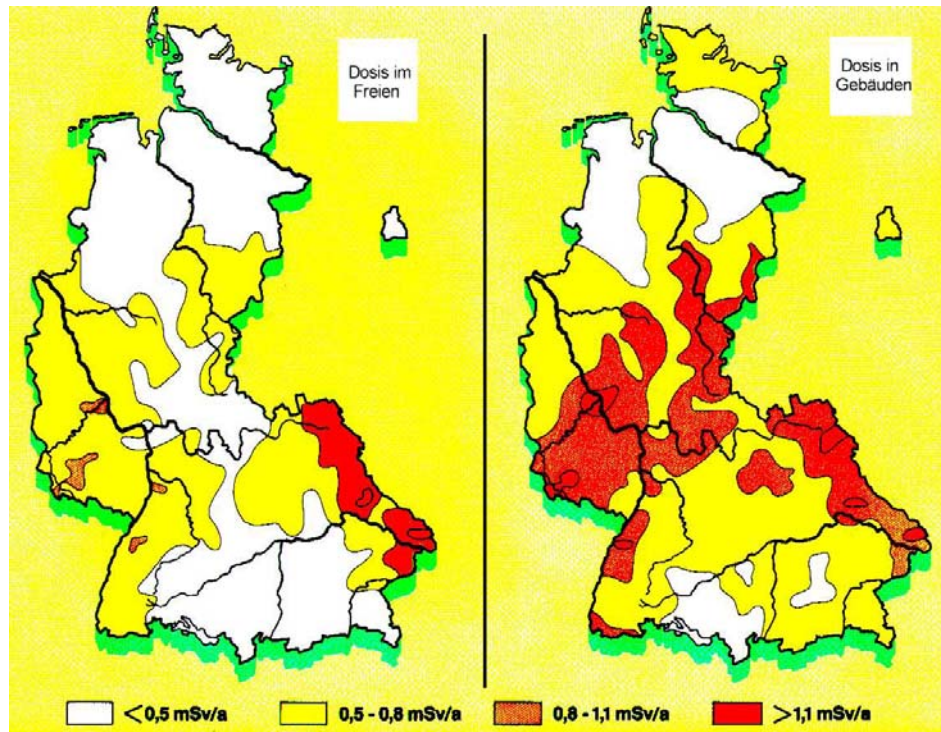 Dosis im
Freien
Dosis in
Gebäuden
< 0,5 mSv/a
0,5 - 0,8 mSv/a
0,8 - 1,1 mSv/a
> 1,1 mSv/a